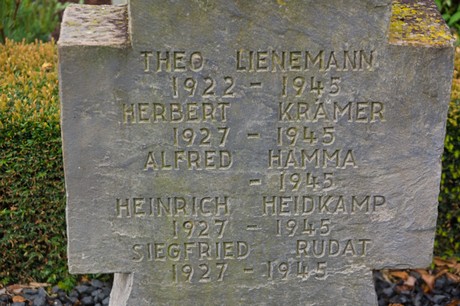 THEO LIENEMANN
1922 - 1945
HERBERT KRÄMER
1927 - 1945
ALFRED HAMMA
- 1945
HEINRICH HEIDKAMP
1927 - 1945
SIEGFRIED RUDAT
1927 - 1945